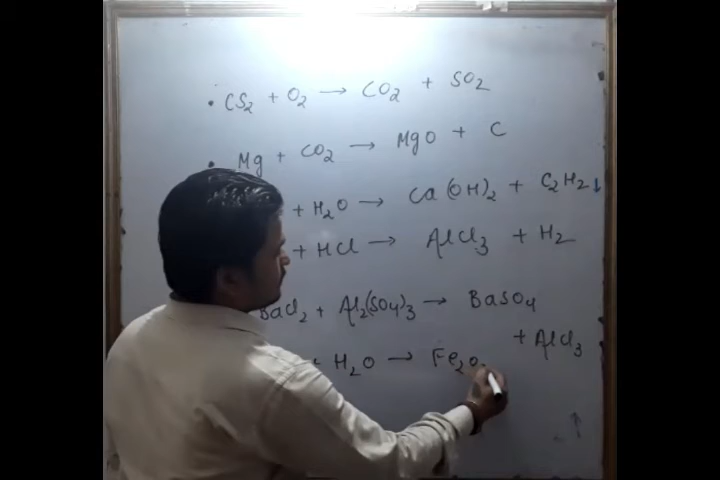 • CS₂ + O₂ → CO₂ + SO₂
• Mg + CO₂ → MgO + C
+ H₂O → Ca(OH)₂ + C₂H₂↓
+ HCl → AlCl₃ + H₂
BaCl₂ + Al₂(SO₄)₃ → BaSO₄
+ AlCl₃
+ H₂O → Fe₂O
↑